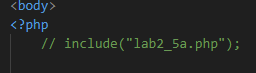 <body>
<?php
// include("lab2_5a.php");